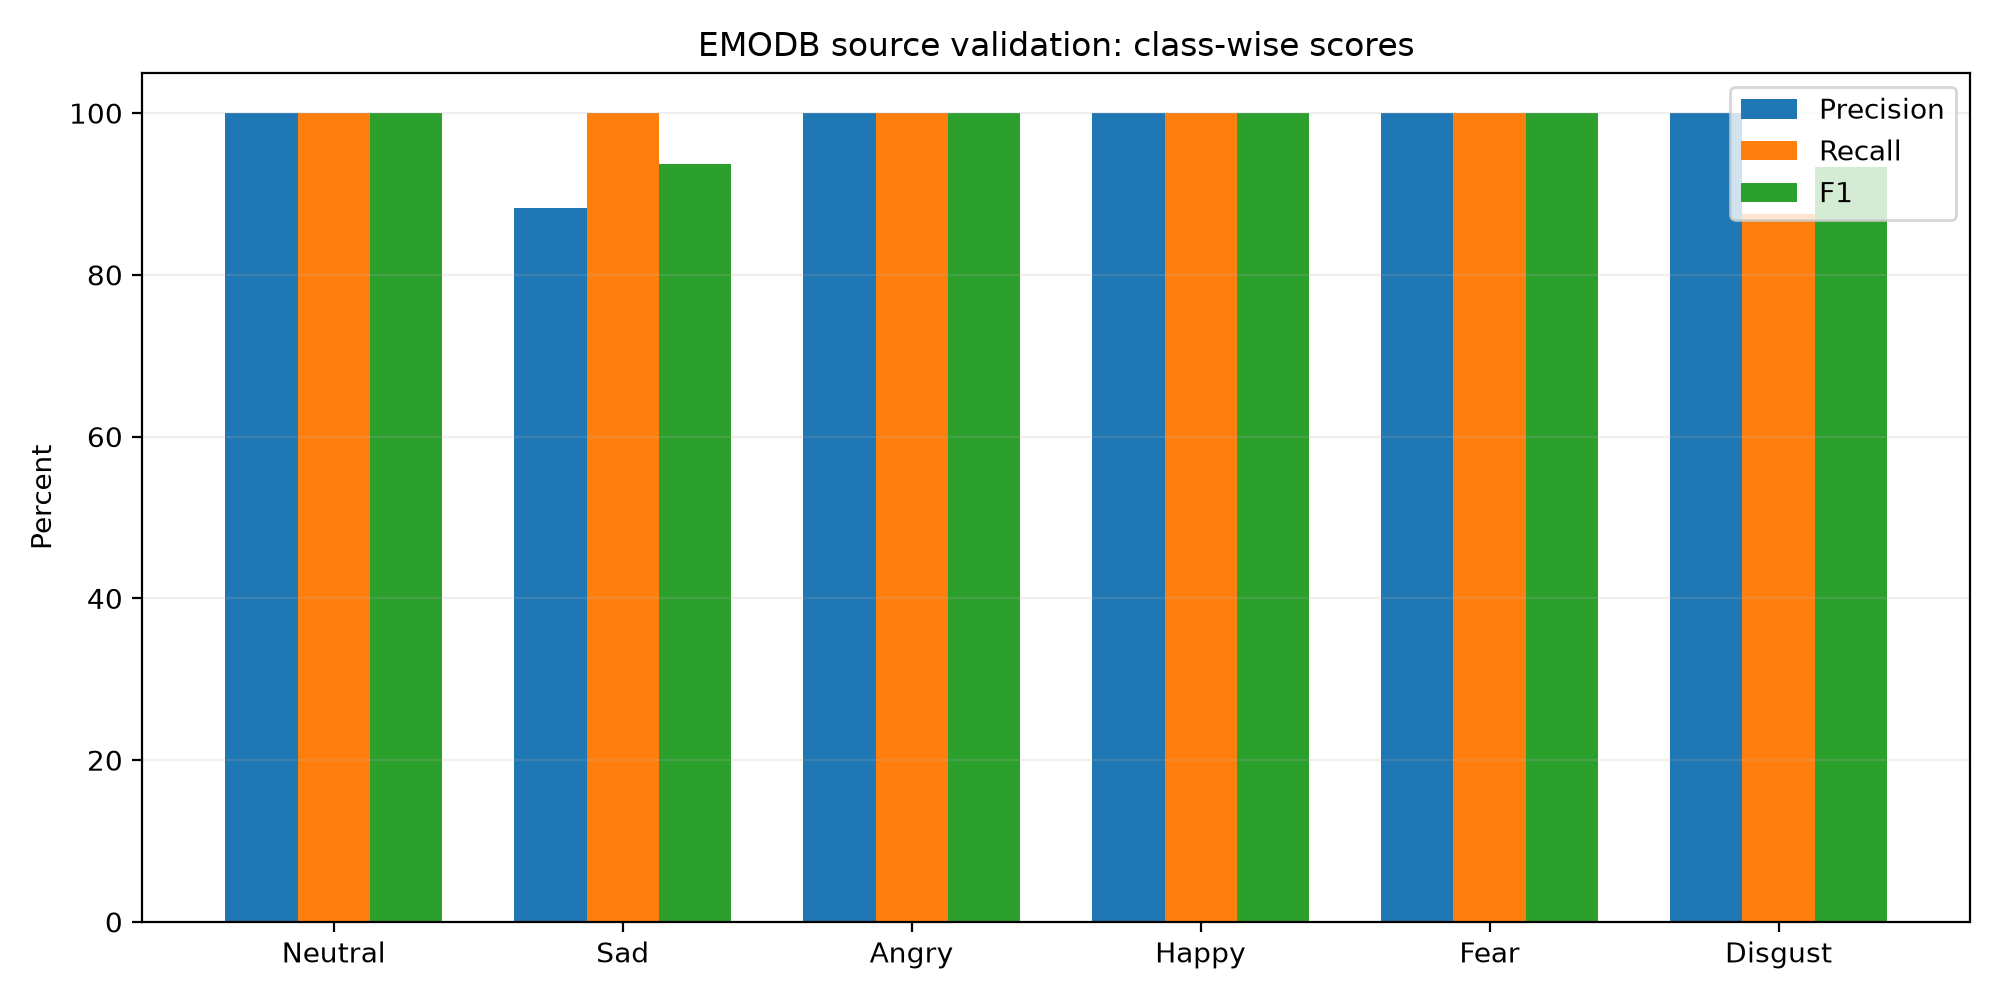 EMODB source validation: class-wise scores
Precision
Recall
F1
100
80
60
40
20
0
Percent
Neutral
Sad
Angry
Happy
Fear
Disgust